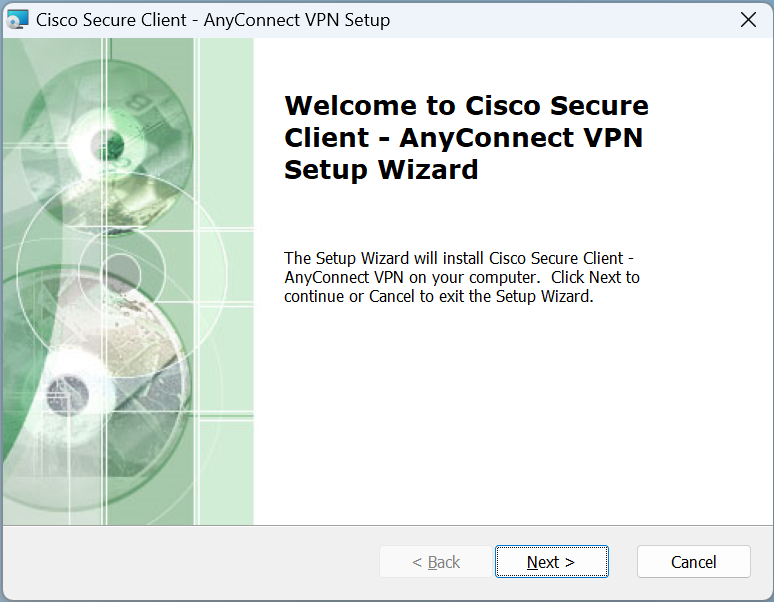 Cisco Secure Client - AnyConnect VPN Setup
Welcome to Cisco Secure
Client - AnyConnect VPN
Setup Wizard
The Setup Wizard will install Cisco Secure Client -
AnyConnect VPN on your computer.  Click Next to
continue or Cancel to exit the Setup Wizard.
< Back
Next >
Cancel